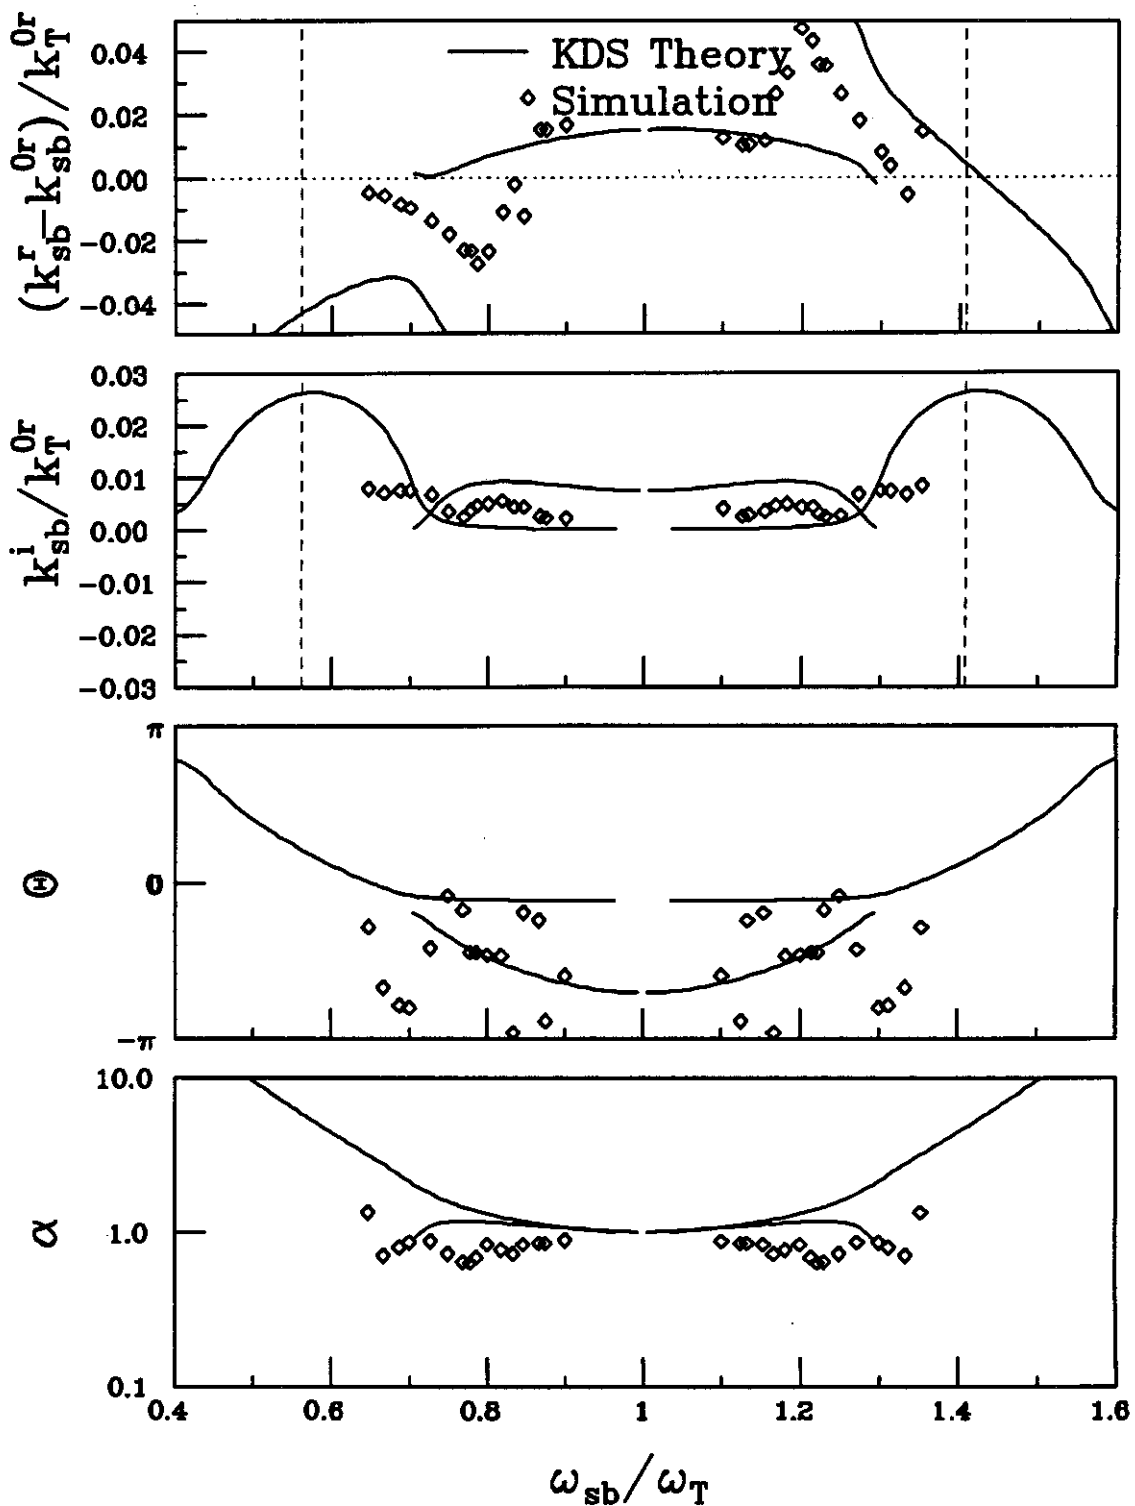 (k^r_sb−k^0r_sb)/k^0r_T
0.04
0.02
0.00
−0.02
−0.04
KDS Theory
Simulation
k^i_sb/k^0r_T
0.03
0.02
0.01
0.00
−0.01
−0.02
−0.03
Θ
π
0
−π
α
10.0
1.0
0.1
0.4 0.6 0.8 1 1.2 1.4 1.6
ω_sb/ω_T